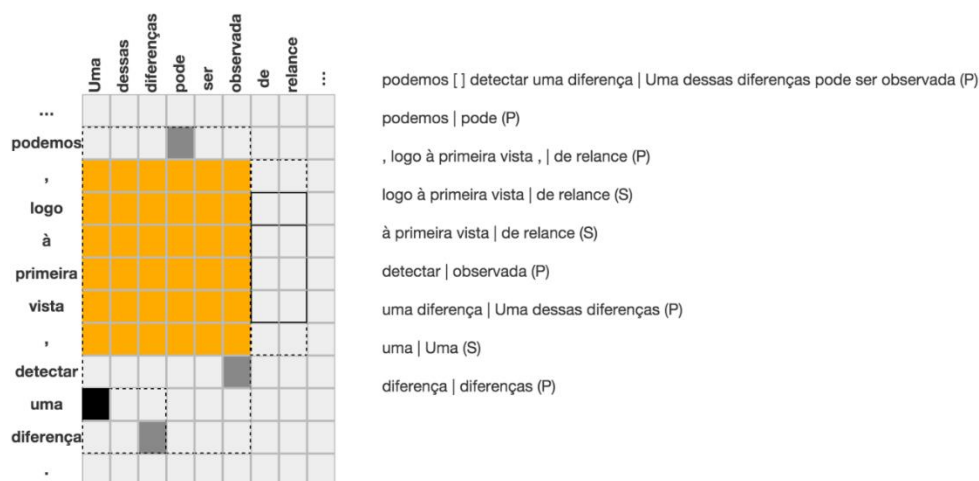 Uma
dessas
diferenças
pode
ser
observada
de
relance
...
...
podemos
,
logo
à
primeira
vista
,
detectar
uma
diferença
.
podemos [ ] detectar uma diferença | Uma dessas diferenças pode ser observada (P)
podemos | pode (P)
, logo à primeira vista , | de relance (P)
logo à primeira vista | de relance (S)
à primeira vista | de relance (S)
detectar | observada (P)
uma diferença | Uma dessas diferenças (P)
uma | Uma (S)
diferença | diferenças (P)